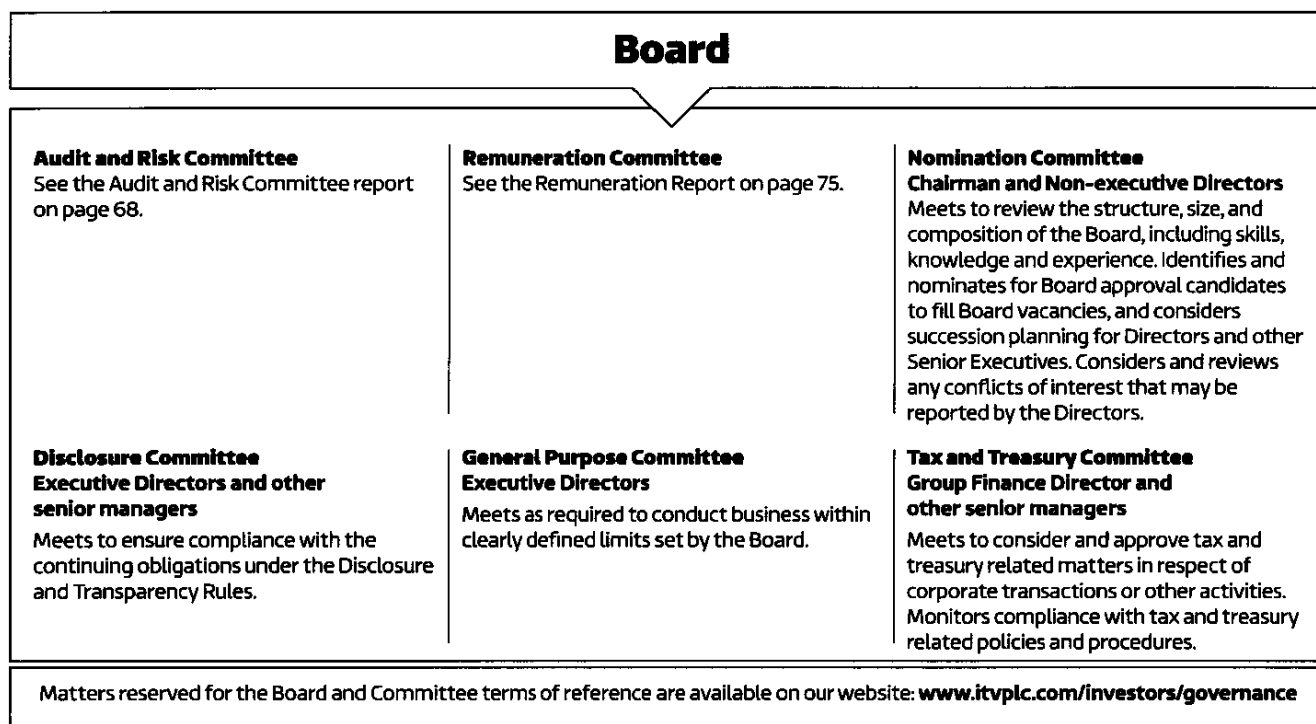 Board
Audit and Risk Committee
See the Audit and Risk Committee report
on page 68.
Remuneration Committee
See the Remuneration Report on page 75.
Nomination Committee
Chairman and Non-executive Directors
Meets to review the structure, size, and
composition of the Board, including skills,
knowledge and experience. Identifies and
nominates for Board approval candidates
to fill Board vacancies, and considers
succession planning for Directors and other
Senior Executives. Considers and reviews
any conflicts of interest that may be
reported by the Directors.
Disclosure Committee
Executive Directors and other
senior managers
Meets to ensure compliance with the
continuing obligations under the Disclosure
and Transparency Rules.
General Purpose Committee
Executive Directors
Meets as required to conduct business within
clearly defined limits set by the Board.
Tax and Treasury Committee
Group Finance Director and
other senior managers
Meets to consider and approve tax and
treasury related matters in respect of
corporate transactions or other activities.
Monitors compliance with tax and treasury
related policies and procedures.
Matters reserved for the Board and Committee terms of reference are available on our website: www.itvplc.com/investors/governance